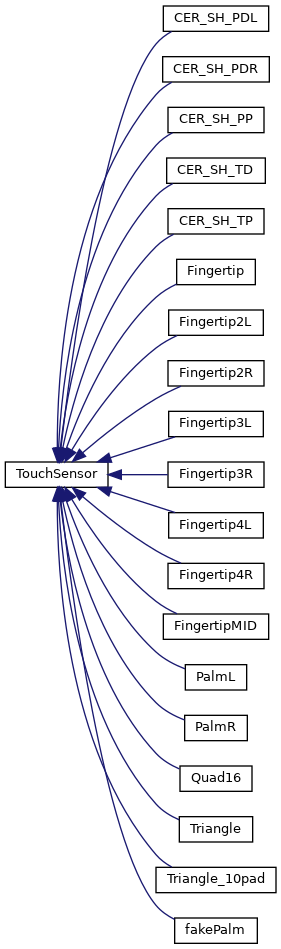 CER_SH_PDL
CER_SH_PDR
CER_SH_PP
CER_SH_TD
CER_SH_TP
Fingertip
Fingertip2L
Fingertip2R
Fingertip3L
TouchSensor
Fingertip3R
Fingertip4L
Fingertip4R
FingertipMID
PalmL
PalmR
Quad16
Triangle
Triangle_10pad
fakePalm